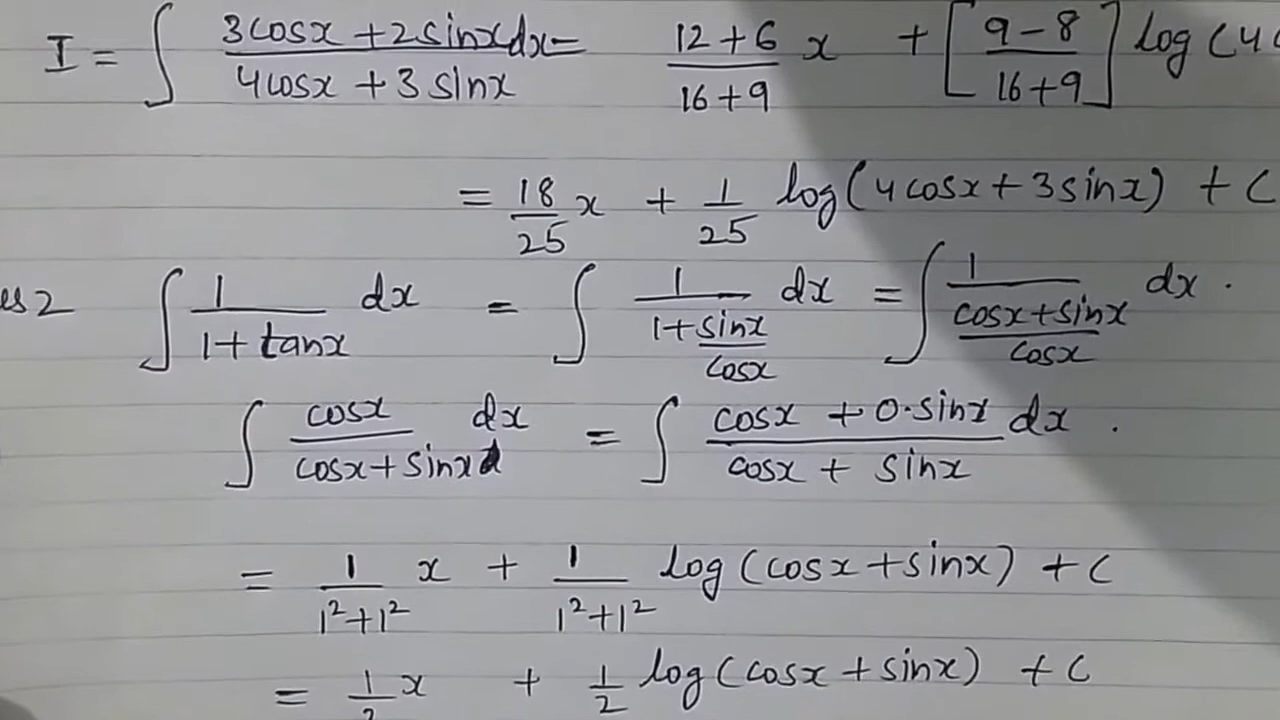 I = ∫ (3cosx + 2sinx dx)/(4cosx + 3sinx) = (12+6)/(16+9) x + [(9-8)/(16+9)] log(4
= 18/25 x + 1/25 log(4cosx + 3sinx) + C
2 ∫ 1/(1+tanx) dx = ∫ 1/(1+sinx/cosx) dx = ∫ 1/((cosx+sinx)/cosx) dx .
∫ cosx/(cosx+sinx) dx = ∫ (cosx + 0·sinx)/(cosx + sinx) dx .
= 1/(1²+1²) x + 1/(1²+1²) log(cosx+sinx) + C
= 1/2 x + 1/2 log(cosx+sinx) + C